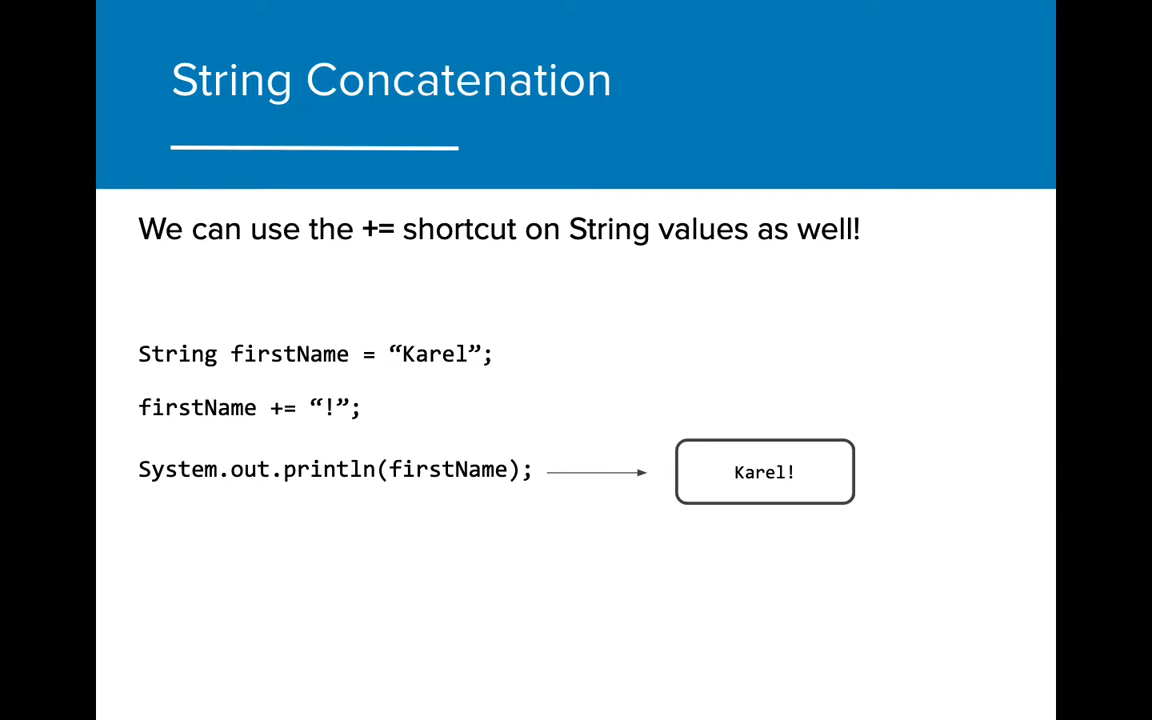 String Concatenation
We can use the += shortcut on String values as well!
String firstName = “Karel”;
firstName += “!”;
System.out.println(firstName);
Karel!